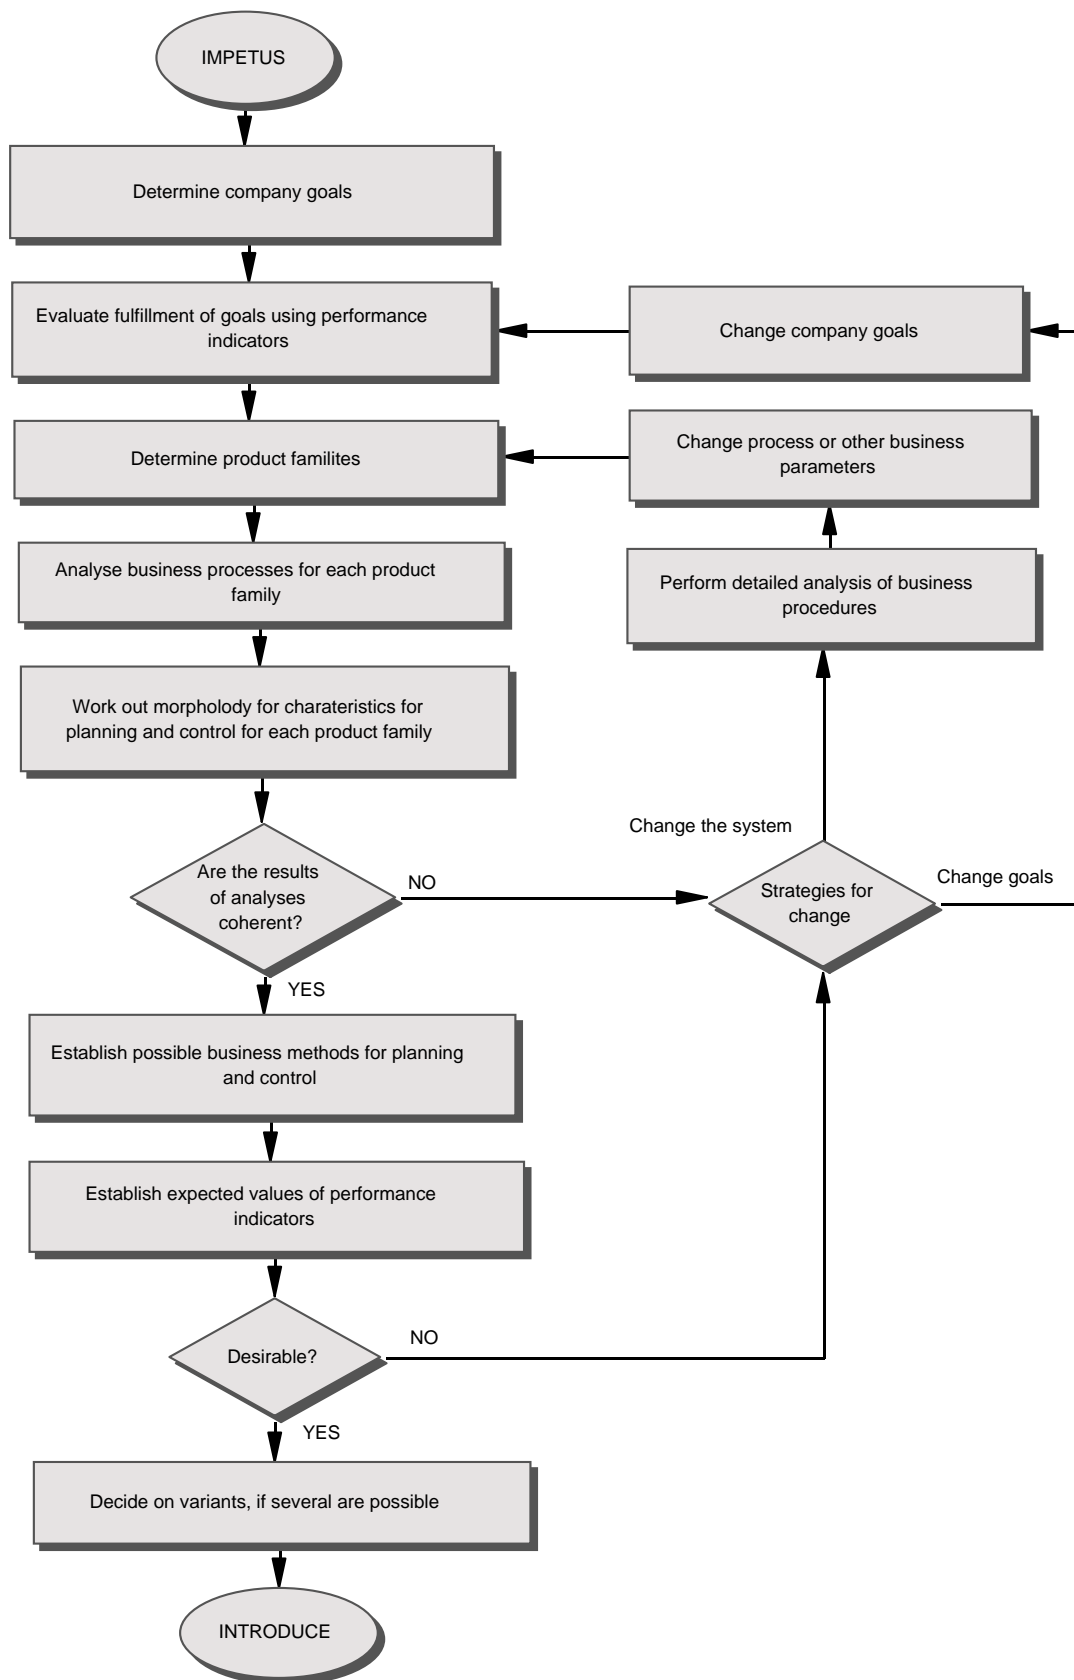 IMPETUS
Determine company goals
Evaluate fulfillment of goals using performance
indicators
Change company goals
Determine product familites
Change process or other business
parameters
Analyse business processes for each product
family
Perform detailed analysis of business
procedures
Work out morpholody for charateristics for
planning and control for each product family
Change the system
Are the results
of analyses
coherent?
NO
Strategies for
change
Change goals
YES
Establish possible business methods for planning
and control
Establish expected values of performance
indicators
Desirable?
NO
YES
Decide on variants, if several are possible
INTRODUCE